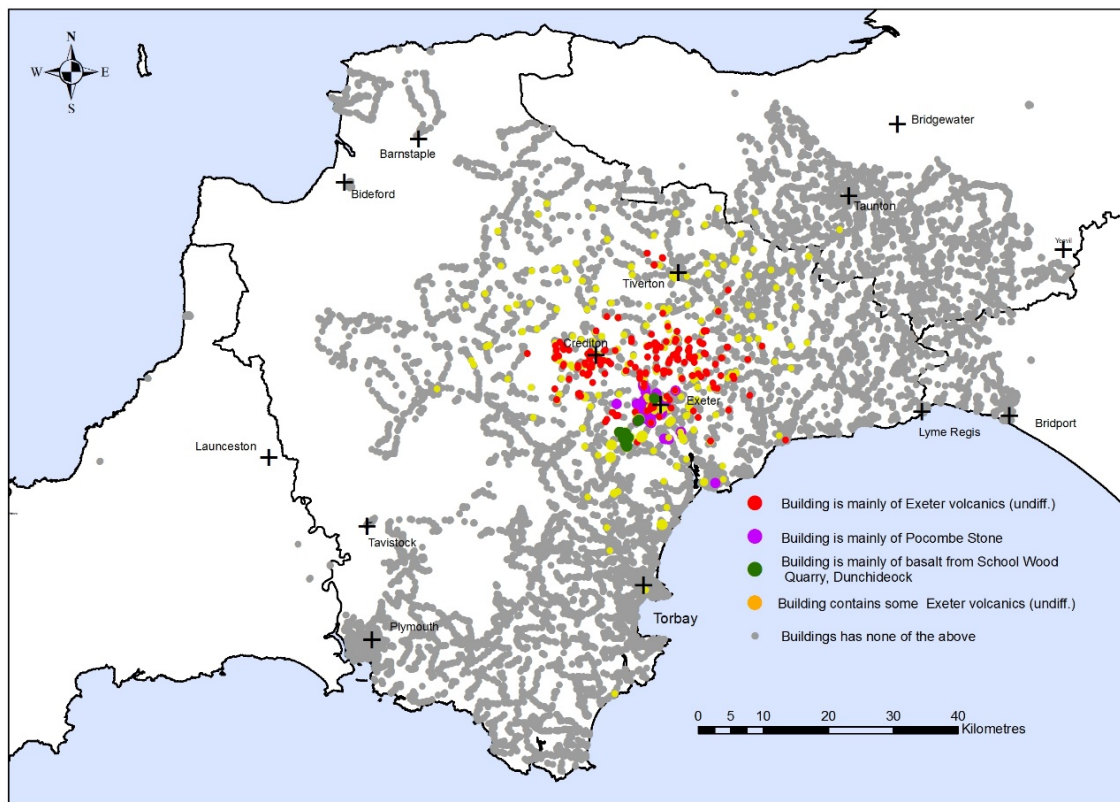 N
W E
S
Barnstaple
Bideford
Bridgewater
Taunton
Yeovil
Tiverton
Crediton
Exeter
Launceston
Lyme Regis
Bridport
Tavistock
Plymouth
Torbay
Building is mainly of Exeter volcanics (undiff.)
Building is mainly of Pocombe Stone
Building is mainly of basalt from School Wood
Quarry, Dunchideock
Building contains some Exeter volcanics (undiff.)
Buildings has none of the above
0 5 10 20 30 40
Kilometres